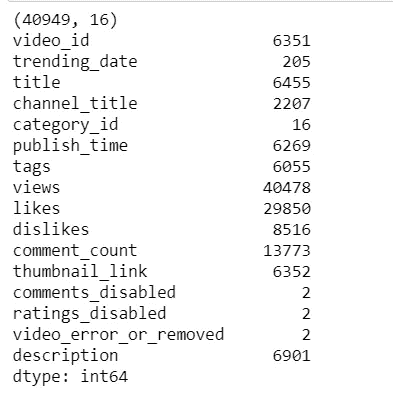 (40949, 16)
video_id 6351
trending_date 205
title 6455
channel_title 2207
category_id 16
publish_time 6269
tags 6055
views 40478
likes 29850
dislikes 8516
comment_count 13773
thumbnail_link 6352
comments_disabled 2
ratings_disabled 2
video_error_or_removed 2
description 6901
dtype: int64